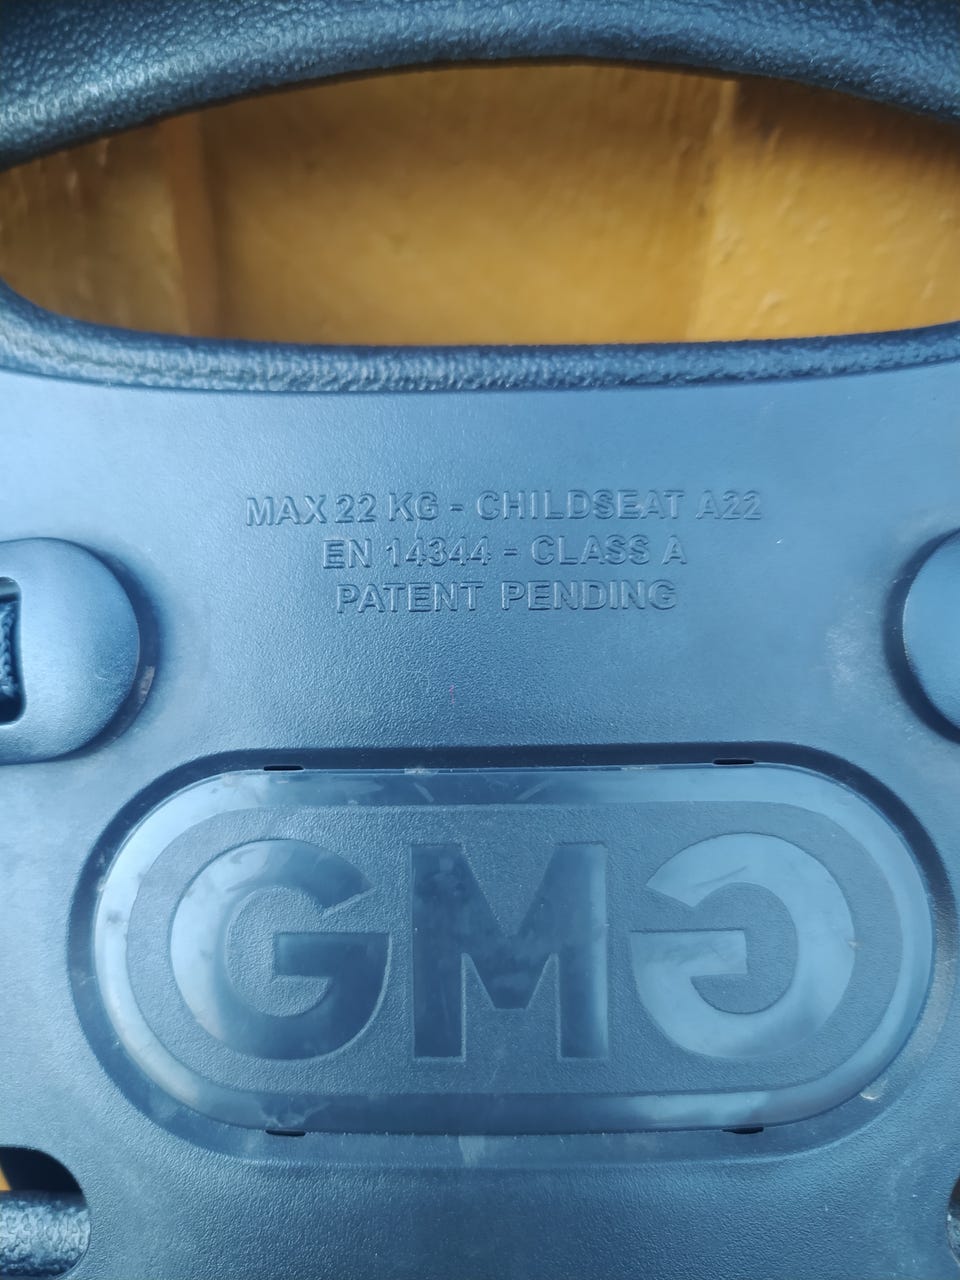 MAX 22 KG - CHILDSEAT A22
EN 14344 - CLASS A
PATENT PENDING
GMG